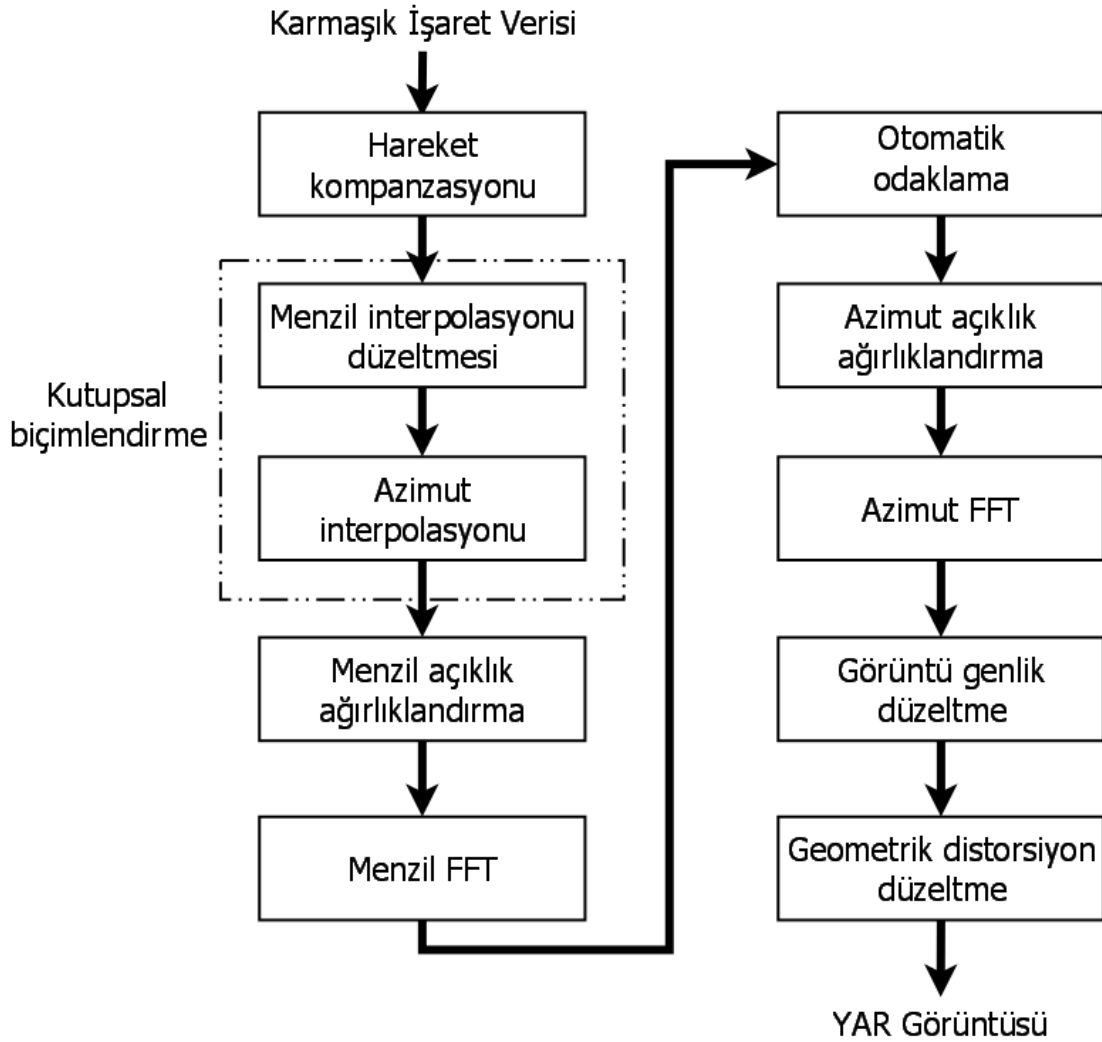 Karmaşık İşaret Verisi
Hareket
kompanzasyonu
Kutupsal
biçimlendirme
Menzil interpolasyonu
düzeltmesi
Azimut
interpolasyonu
Menzil açıklık
ağırlıklandırma
Menzil FFT
Otomatik
odaklama
Azimut açıklık
ağırlıklandırma
Azimut FFT
Görüntü genlik
düzeltme
Geometrik distorsiyon
düzeltme
YAR Görüntüsü